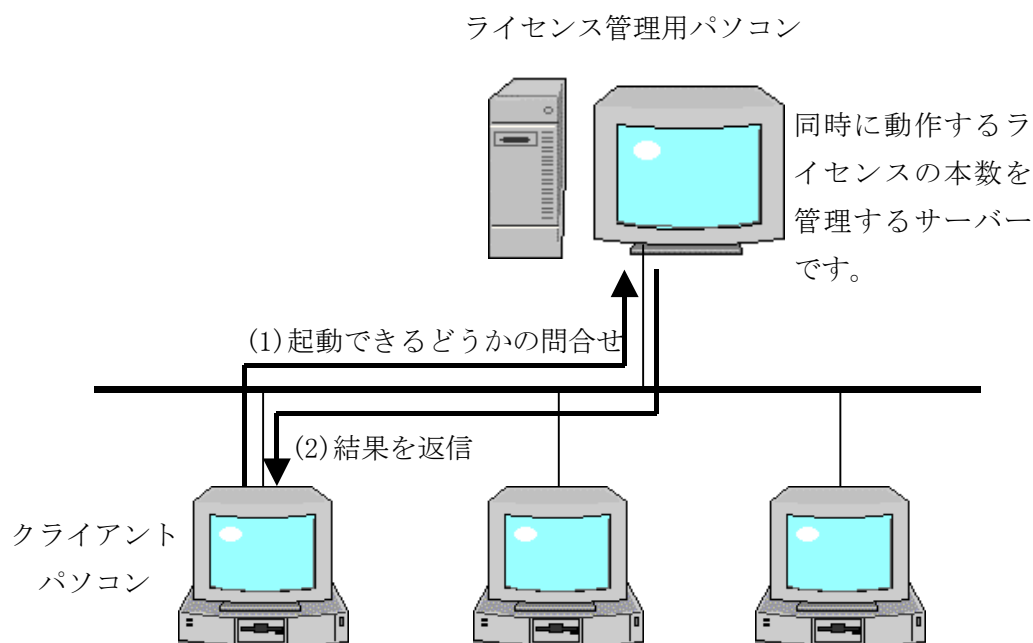 ライセンス管理用パソコン
同時に動作するラ
イセンスの本数を
管理するサーバー
です。
(1)起動できるどうかの問合せ
(2)結果を返信
クライアント
パソコン